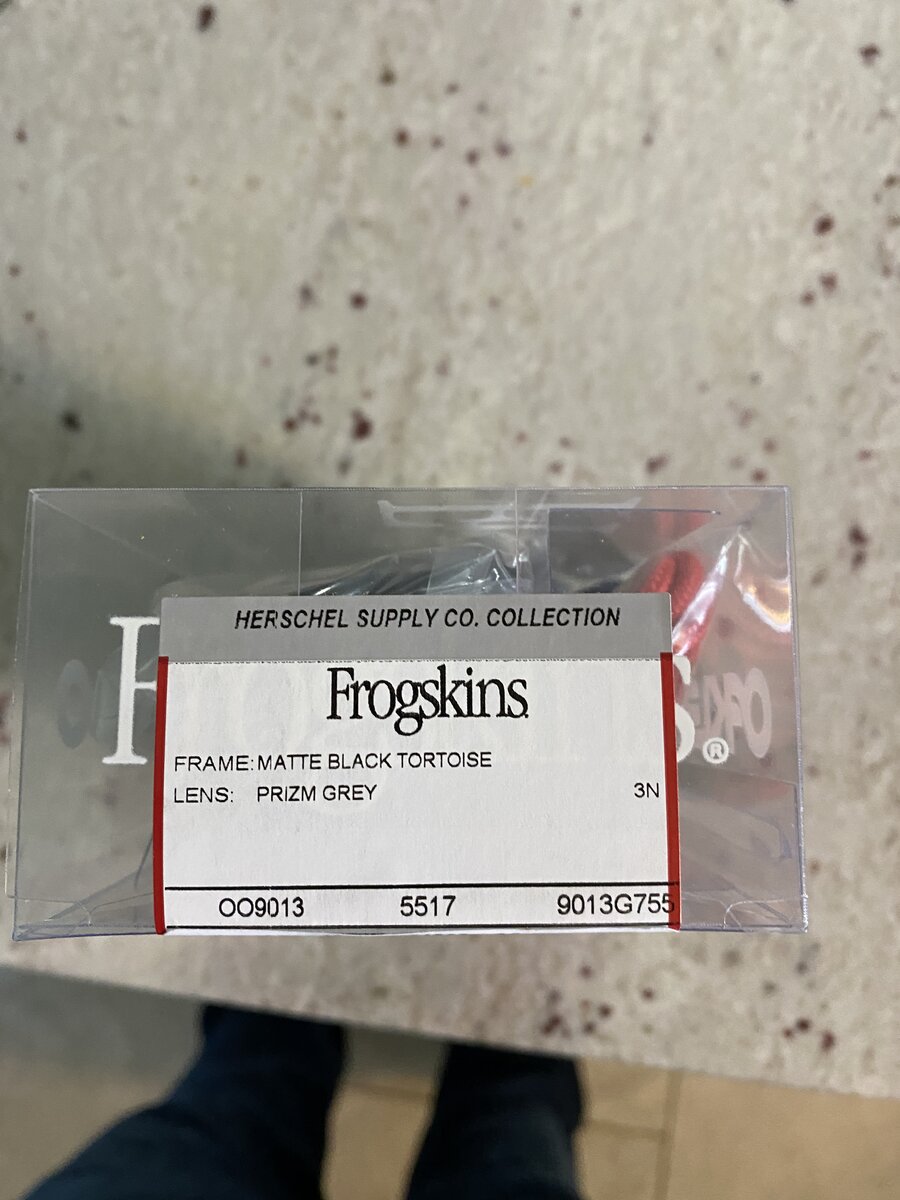 HERSCHEL SUPPLY CO. COLLECTION
Frogskins
FRAME: MATTE BLACK TORTOISE
LENS: PRIZM GREY 3N
OO9013 5517 9013G755